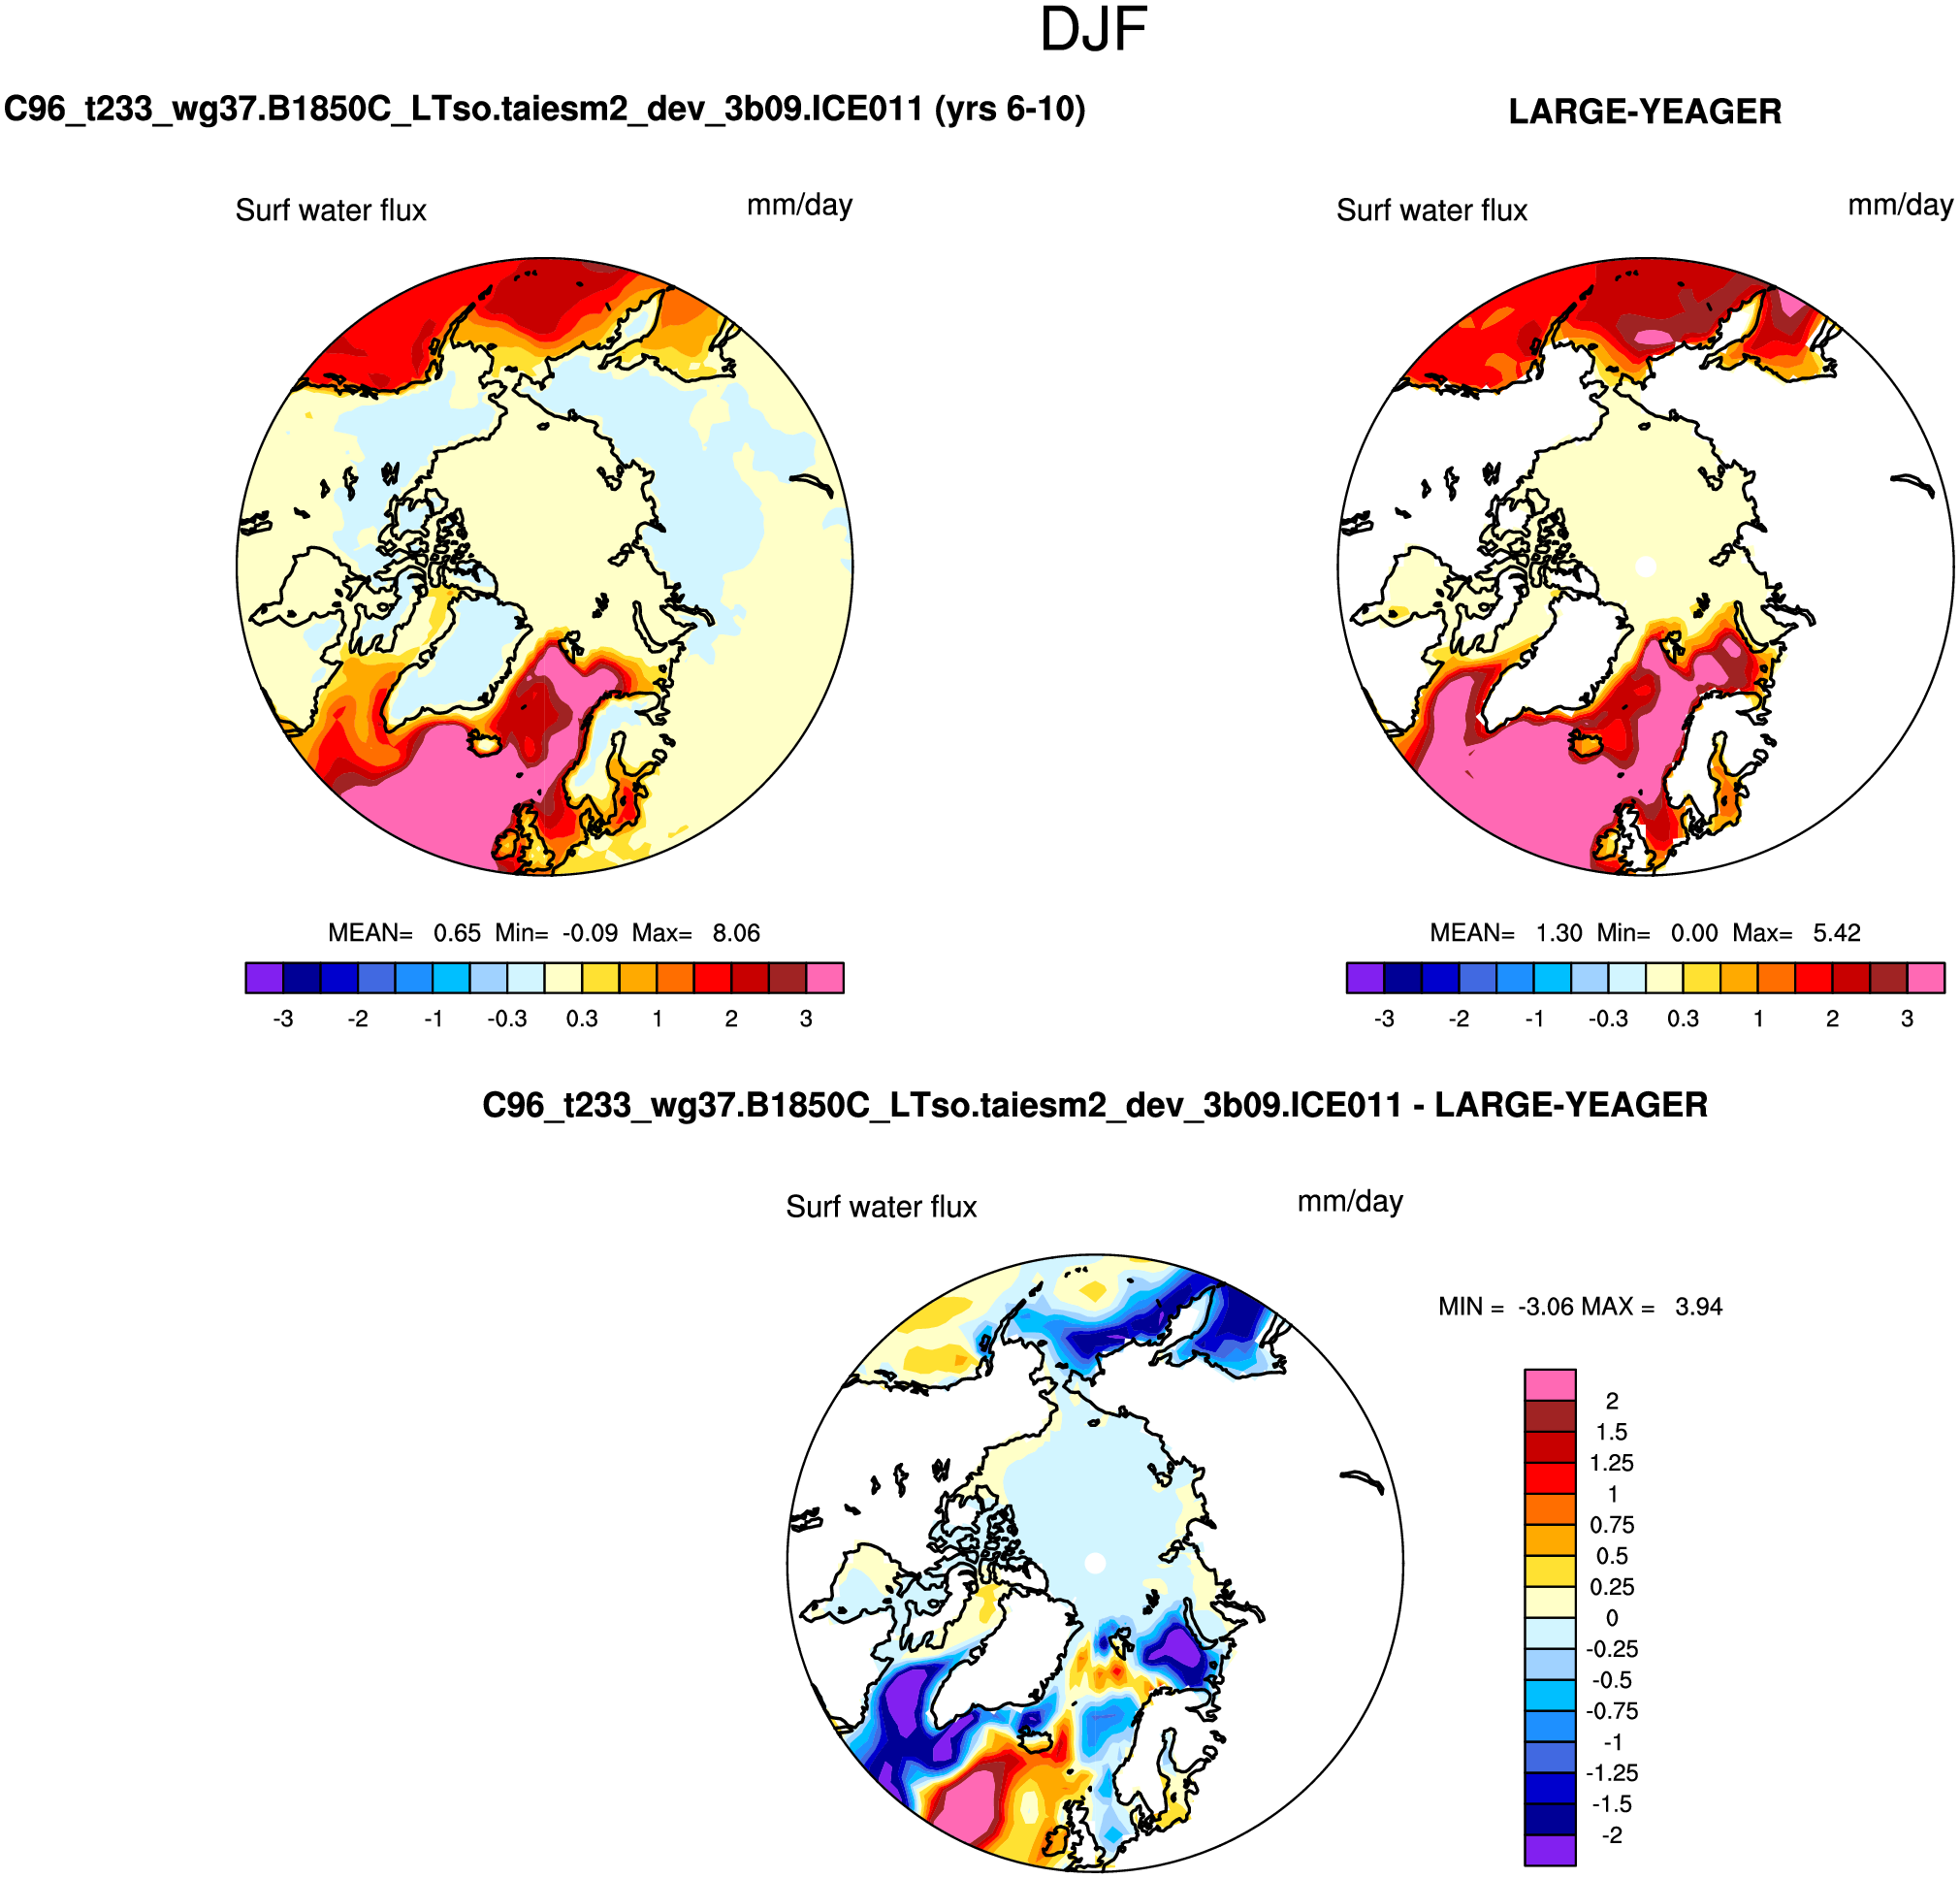 DJF
C96_t233_wg37.B1850C_LTso.taiesm2_dev_3b09.ICE011 (yrs 6-10)
LARGE-YEAGER
Surf water flux mm/day
Surf water flux mm/day
MEAN= 0.65 Min= -0.09 Max= 8.06
MEAN= 1.30 Min= 0.00 Max= 5.42
-3 -2 -1 -0.3 0.3 1 2 3
-3 -2 -1 -0.3 0.3 1 2 3
C96_t233_wg37.B1850C_LTso.taiesm2_dev_3b09.ICE011 - LARGE-YEAGER
Surf water flux mm/day
MIN = -3.06 MAX = 3.94
2
1.5
1.25
1
0.75
0.5
0.25
0
-0.25
-0.5
-0.75
-1
-1.25
-1.5
-2